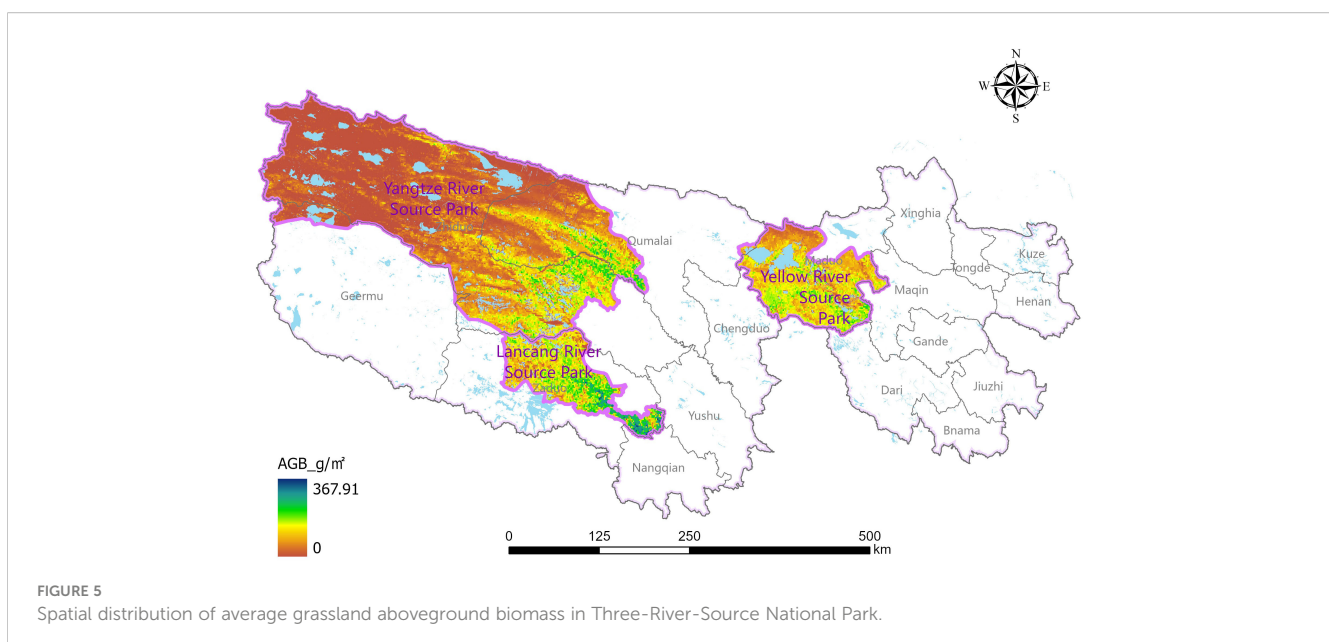 N
W E
S
Yangtze River
Source Park
Qumalai
Xinghia
Kuze
Tongde
Maduo
Yellow River
Source
Park
Maqin
Henan
Geermu
Chengduo
Gande
Lancang River
Source Park
Zaduo
Dari
Jiuzhi
Yushu
Bnama
Nangqian
AGB_g/㎡
367.91
0
0 125 250 500
km
FIGURE 5
Spatial distribution of average grassland aboveground biomass in Three-River-Source National Park.